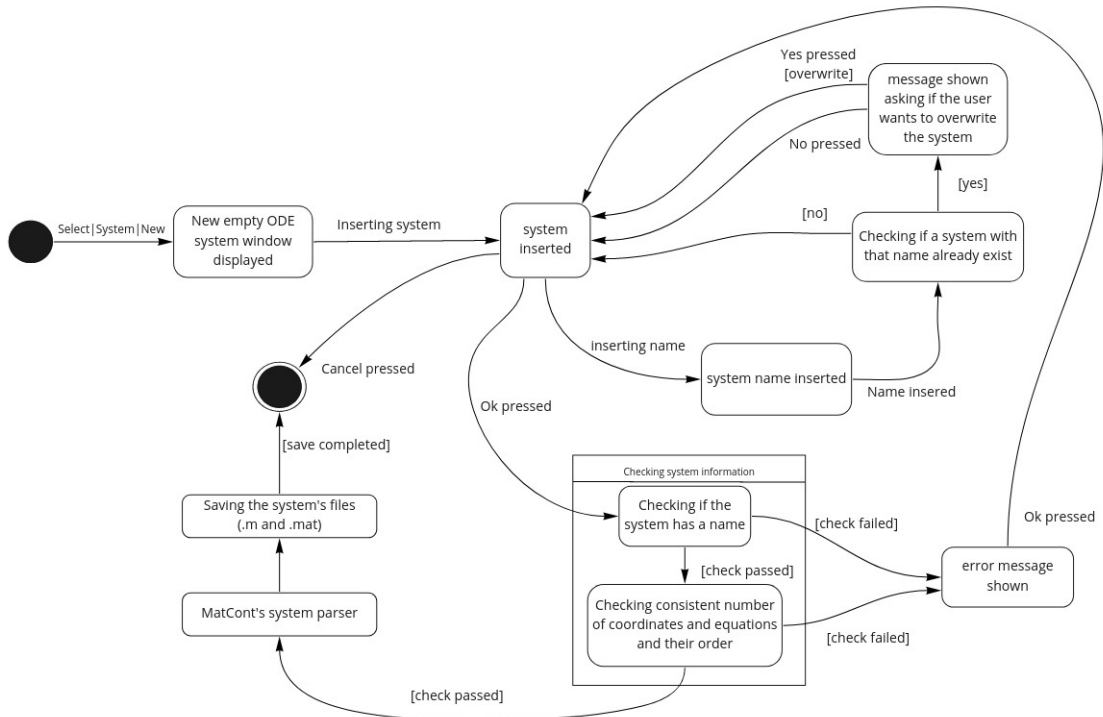 Yes pressed
[overwrite]
message shown
asking if the user
wants to overwrite
the system
No pressed
[yes]
Select|System|New
New empty ODE
system window
displayed
Inserting system
system
inserted
[no]
Checking if a system with
that name already exist
inserting name
system name inserted
Name insered
Cancel pressed
Ok pressed
[save completed]
Saving the system's files
(.m and .mat)
MatCont's system parser
Checking system information
Checking if the
system has a name
[check failed]
Ok pressed
[check passed]
error message
shown
Checking consistent number
of coordinates and equations
and their order
[check failed]
[check passed]